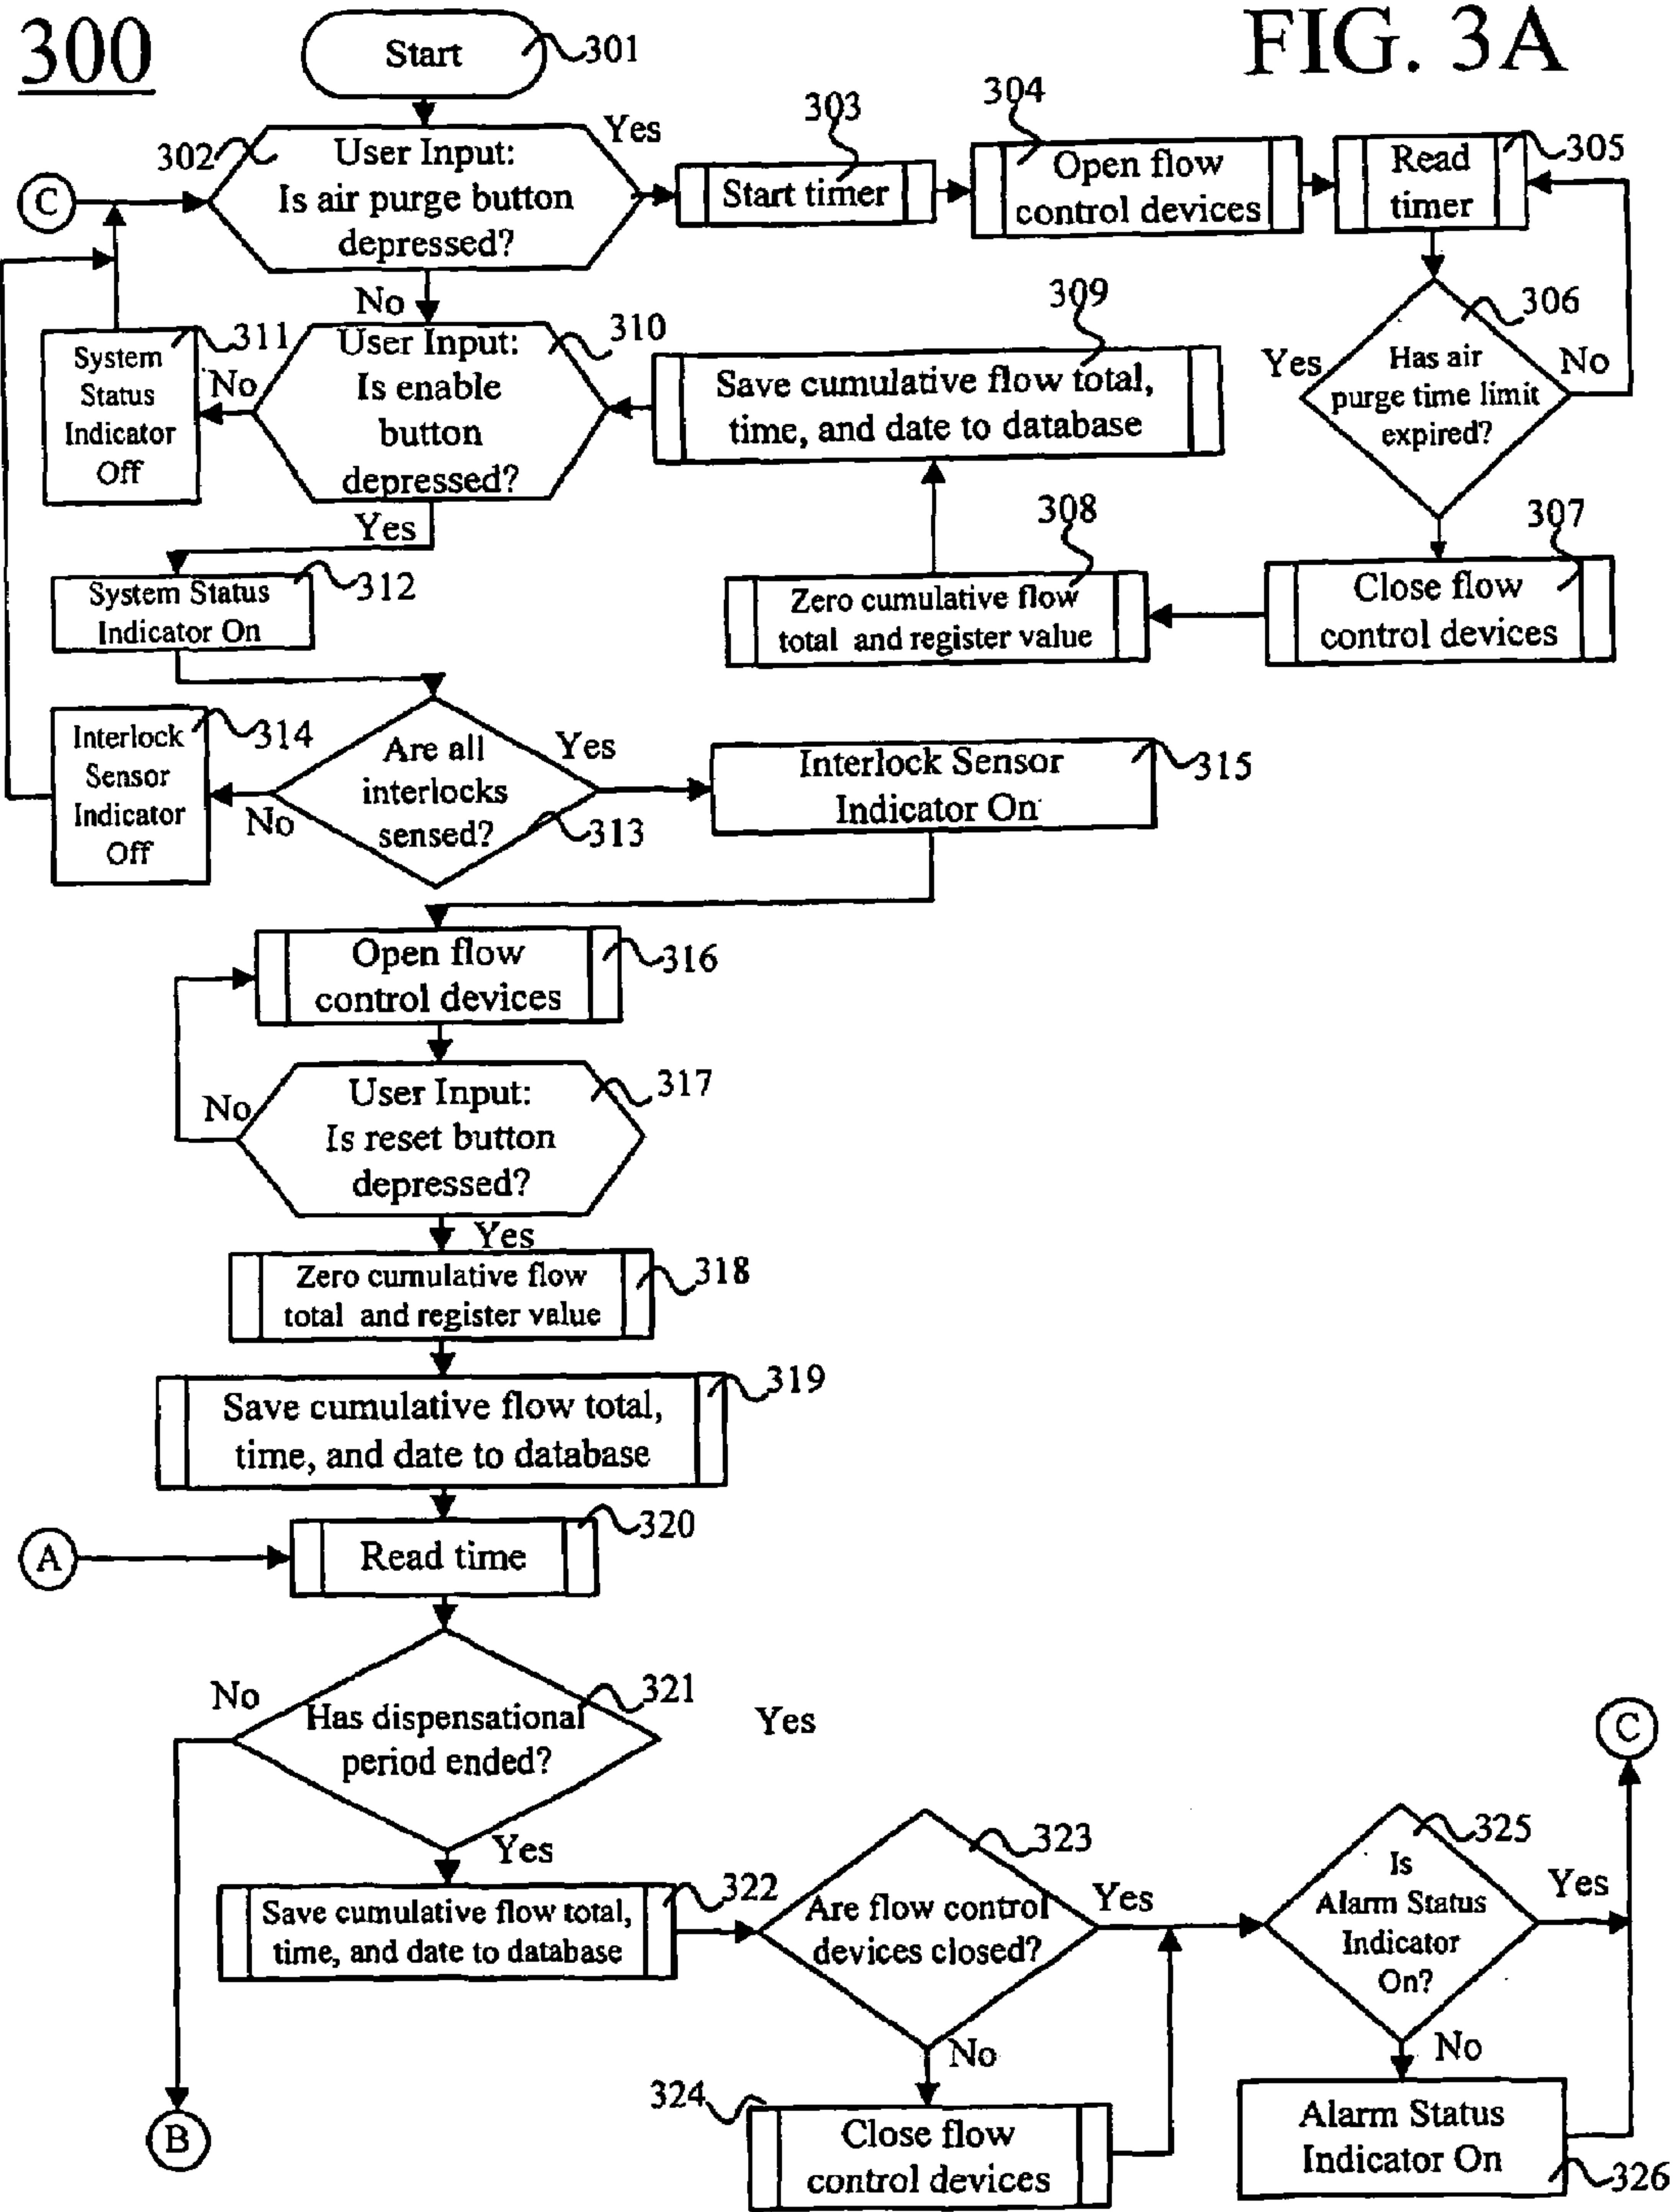 300
FIG. 3A
Start
301
302
User Input:
Is air purge button
depressed?
Yes
No
C
303
Start timer
304
Open flow
control devices
305
Read
timer
306
Has air
purge time limit
expired?
Yes
No
307
Close flow
control devices
308
Zero cumulative flow
total and register value
309
Save cumulative flow total,
time, and date to database
310
User Input:
Is enable
button
depressed?
No
Yes
311
System
Status
Indicator
Off
312
System Status
Indicator On
313
Are all
interlocks
sensed?
Yes
No
314
Interlock
Sensor
Indicator
Off
315
Interlock Sensor
Indicator On
316
Open flow
control devices
317
User Input:
Is reset button
depressed?
No
Yes
318
Zero cumulative flow
total and register value
319
Save cumulative flow total,
time, and date to database
A
320
Read time
321
Has dispensational
period ended?
No
Yes
Yes
B
322
Save cumulative flow total,
time, and date to database
323
Are flow control
devices closed?
Yes
No
324
Close flow
control devices
325
Is
Alarm Status
Indicator
On?
Yes
No
C
326
Alarm Status
Indicator On